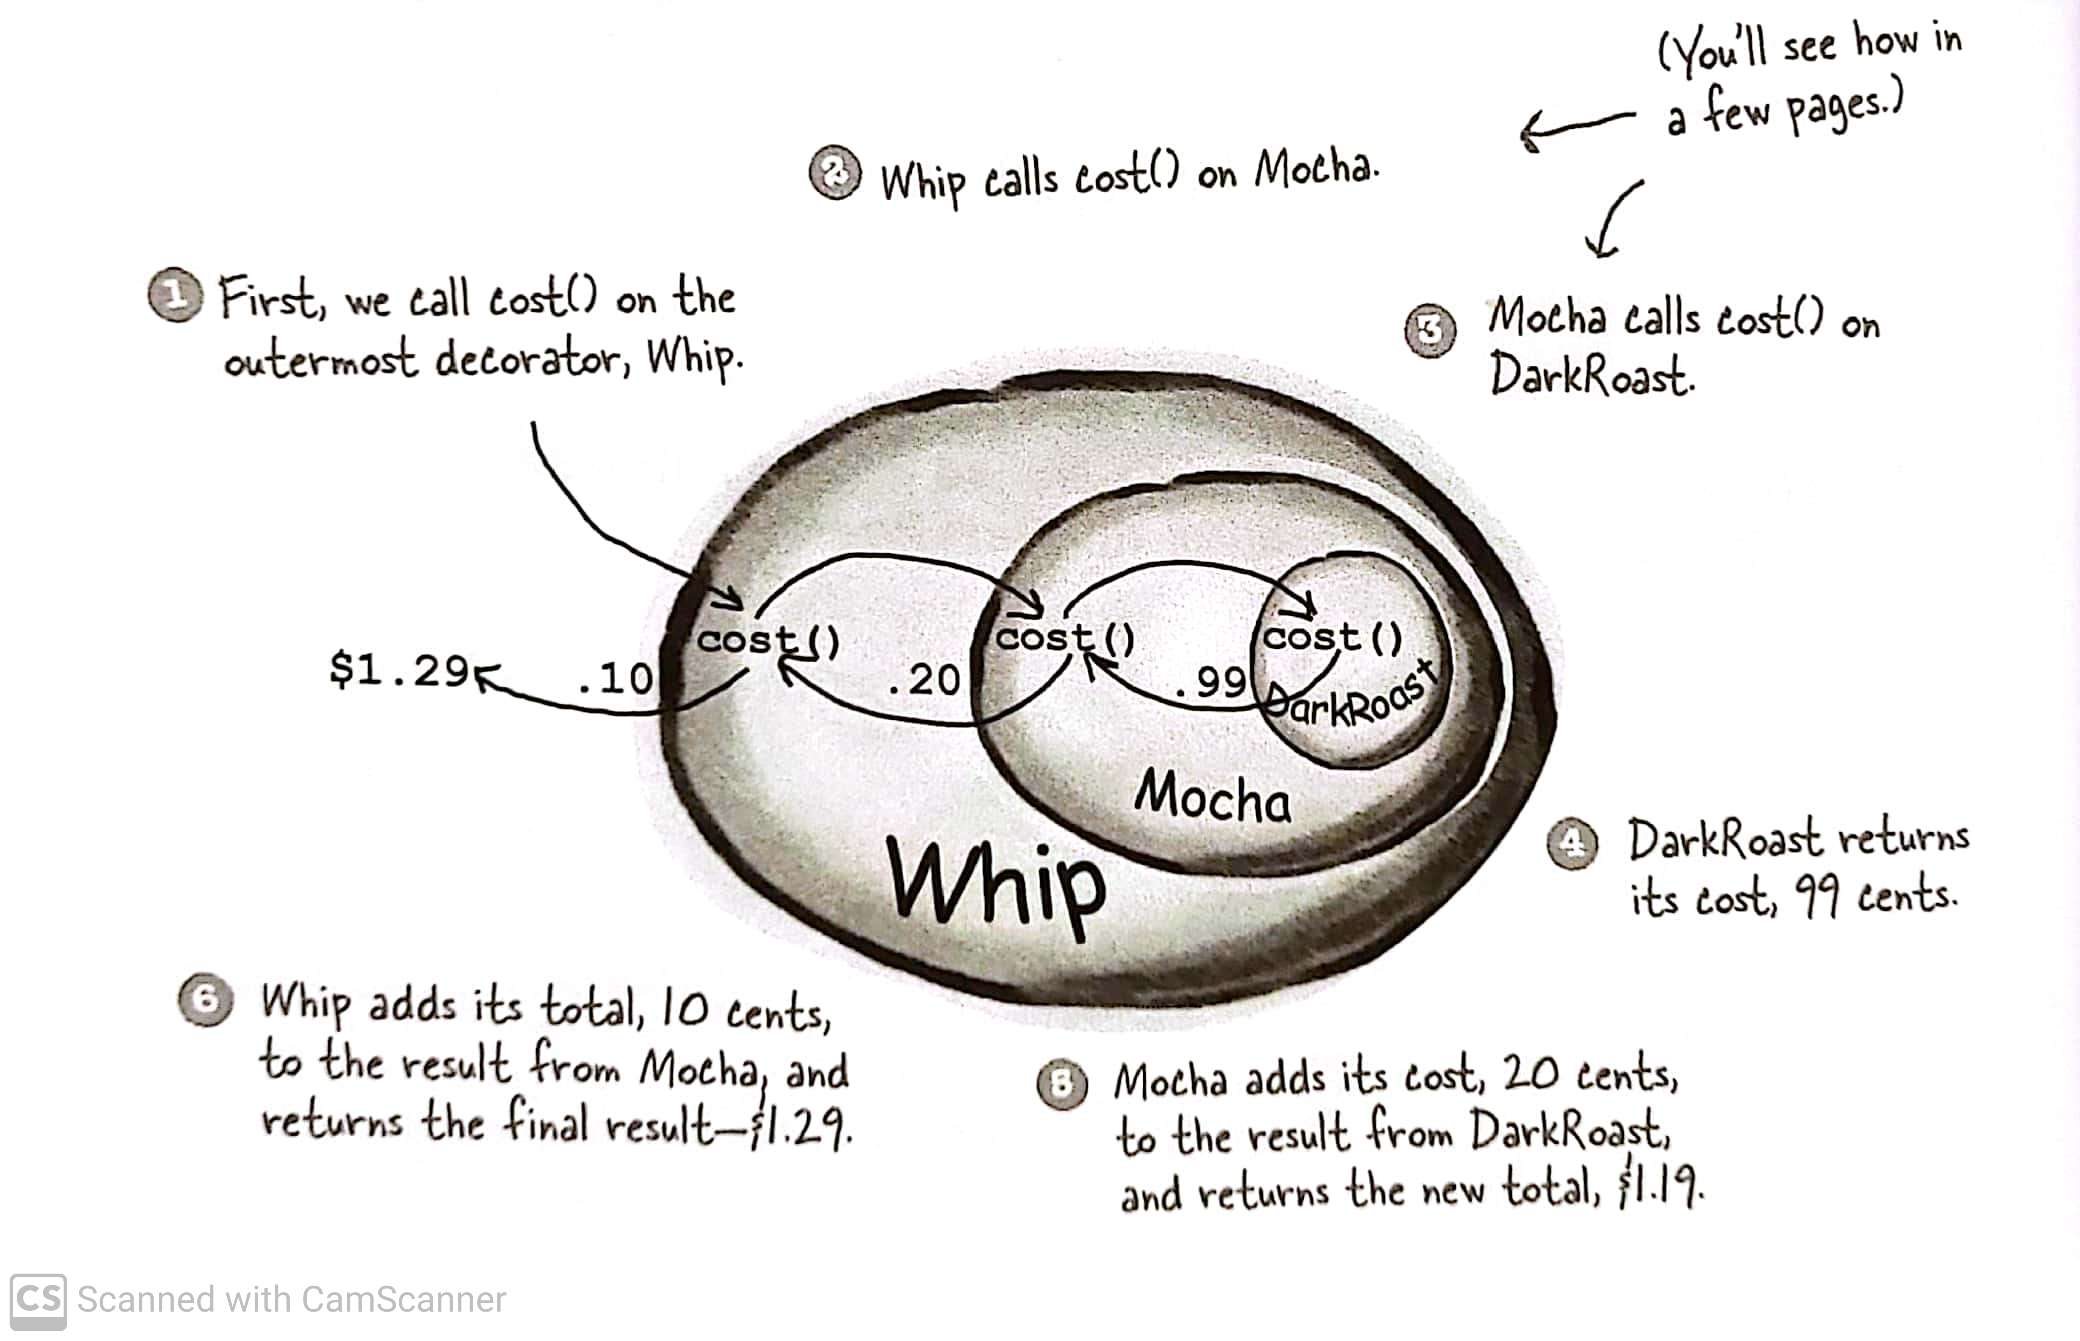 (You'll see how in
a few pages.)
2 Whip calls cost() on Mocha.
1 First, we call cost() on the
outermost decorator, Whip.
3 Mocha calls cost() on
DarkRoast.
cost() cost() cost()
$1.29 .10 .20 .99 DarkRoast
Mocha
Whip
4 DarkRoast returns
its cost, 99 cents.
6 Whip adds its total, 10 cents,
to the result from Mocha, and
returns the final result—$1.29.
5 Mocha adds its cost, 20 cents,
to the result from DarkRoast,
and returns the new total, $1.19.
CS Scanned with CamScanner